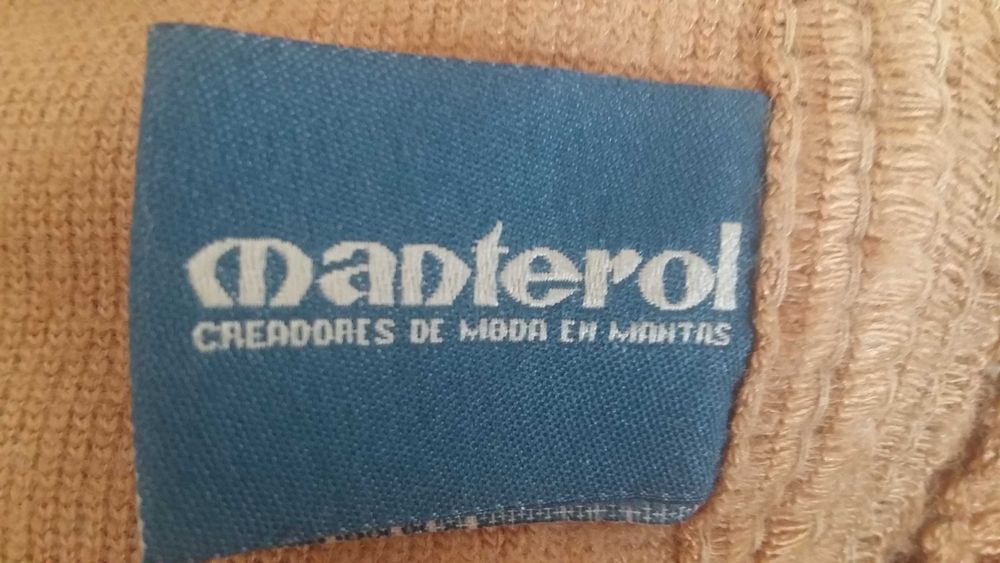 manterol
CREADORES DE MODA EN MANTAS